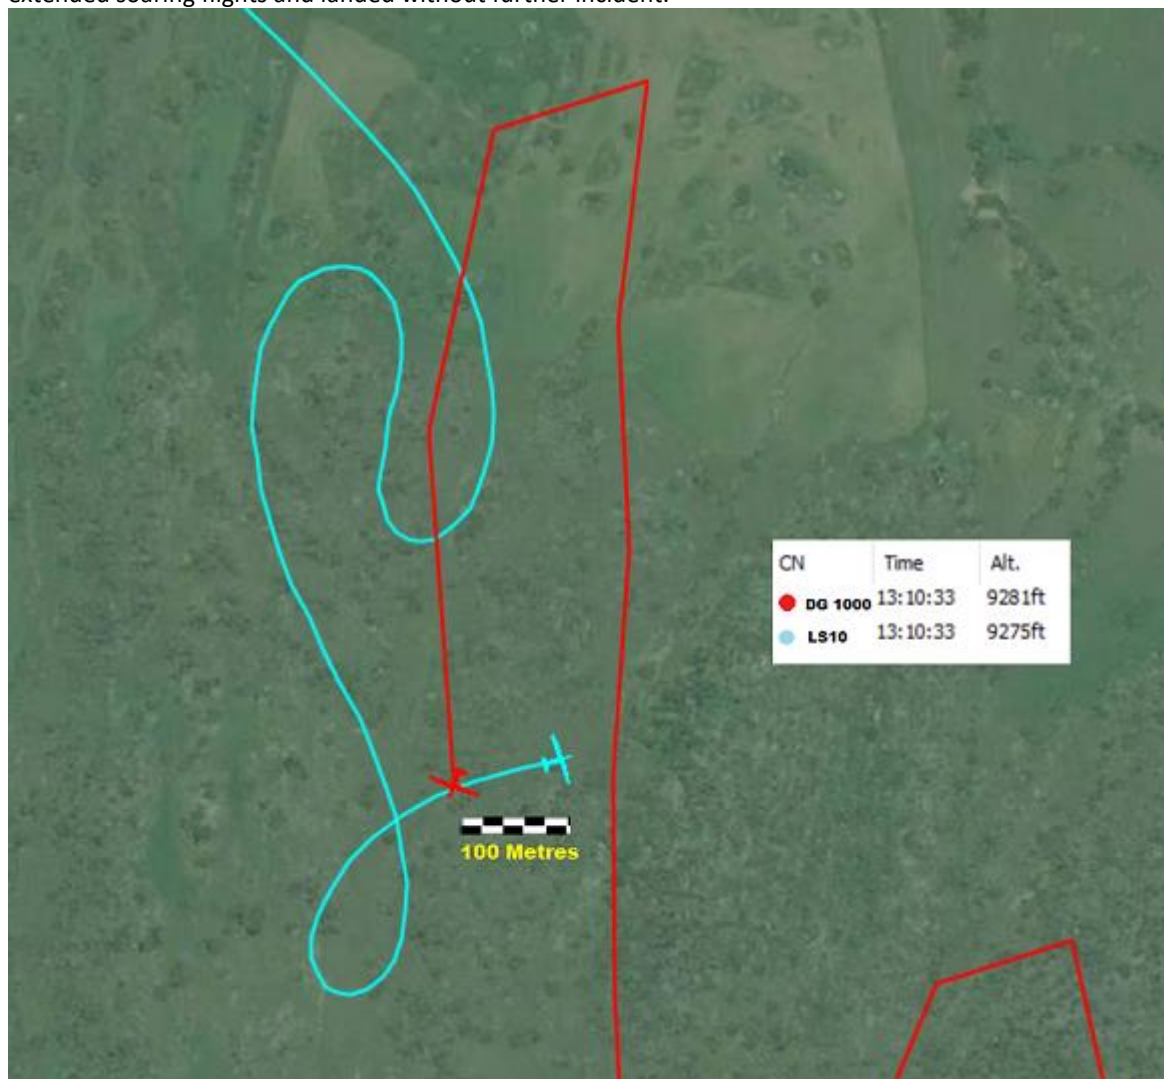 extended soaring flights and landed without further incident.
CN Time Alt.
DG 1000 13:10:33 9281ft
LS10 13:10:33 9275ft
100 Metres